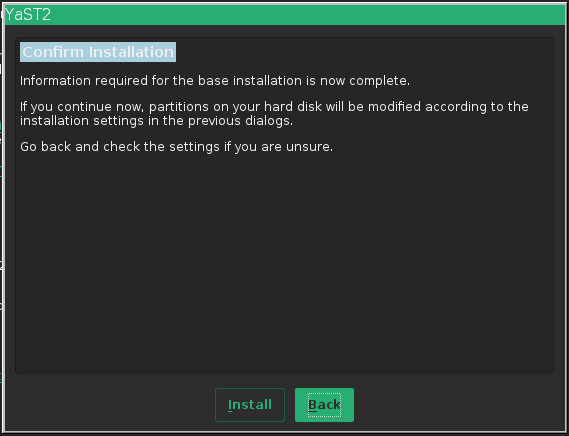 YaST2
Confirm Installation
Information required for the base installation is now complete.
If you continue now, partitions on your hard disk will be modified according to the
installation settings in the previous dialogs.
Go back and check the settings if you are unsure.
Install Back